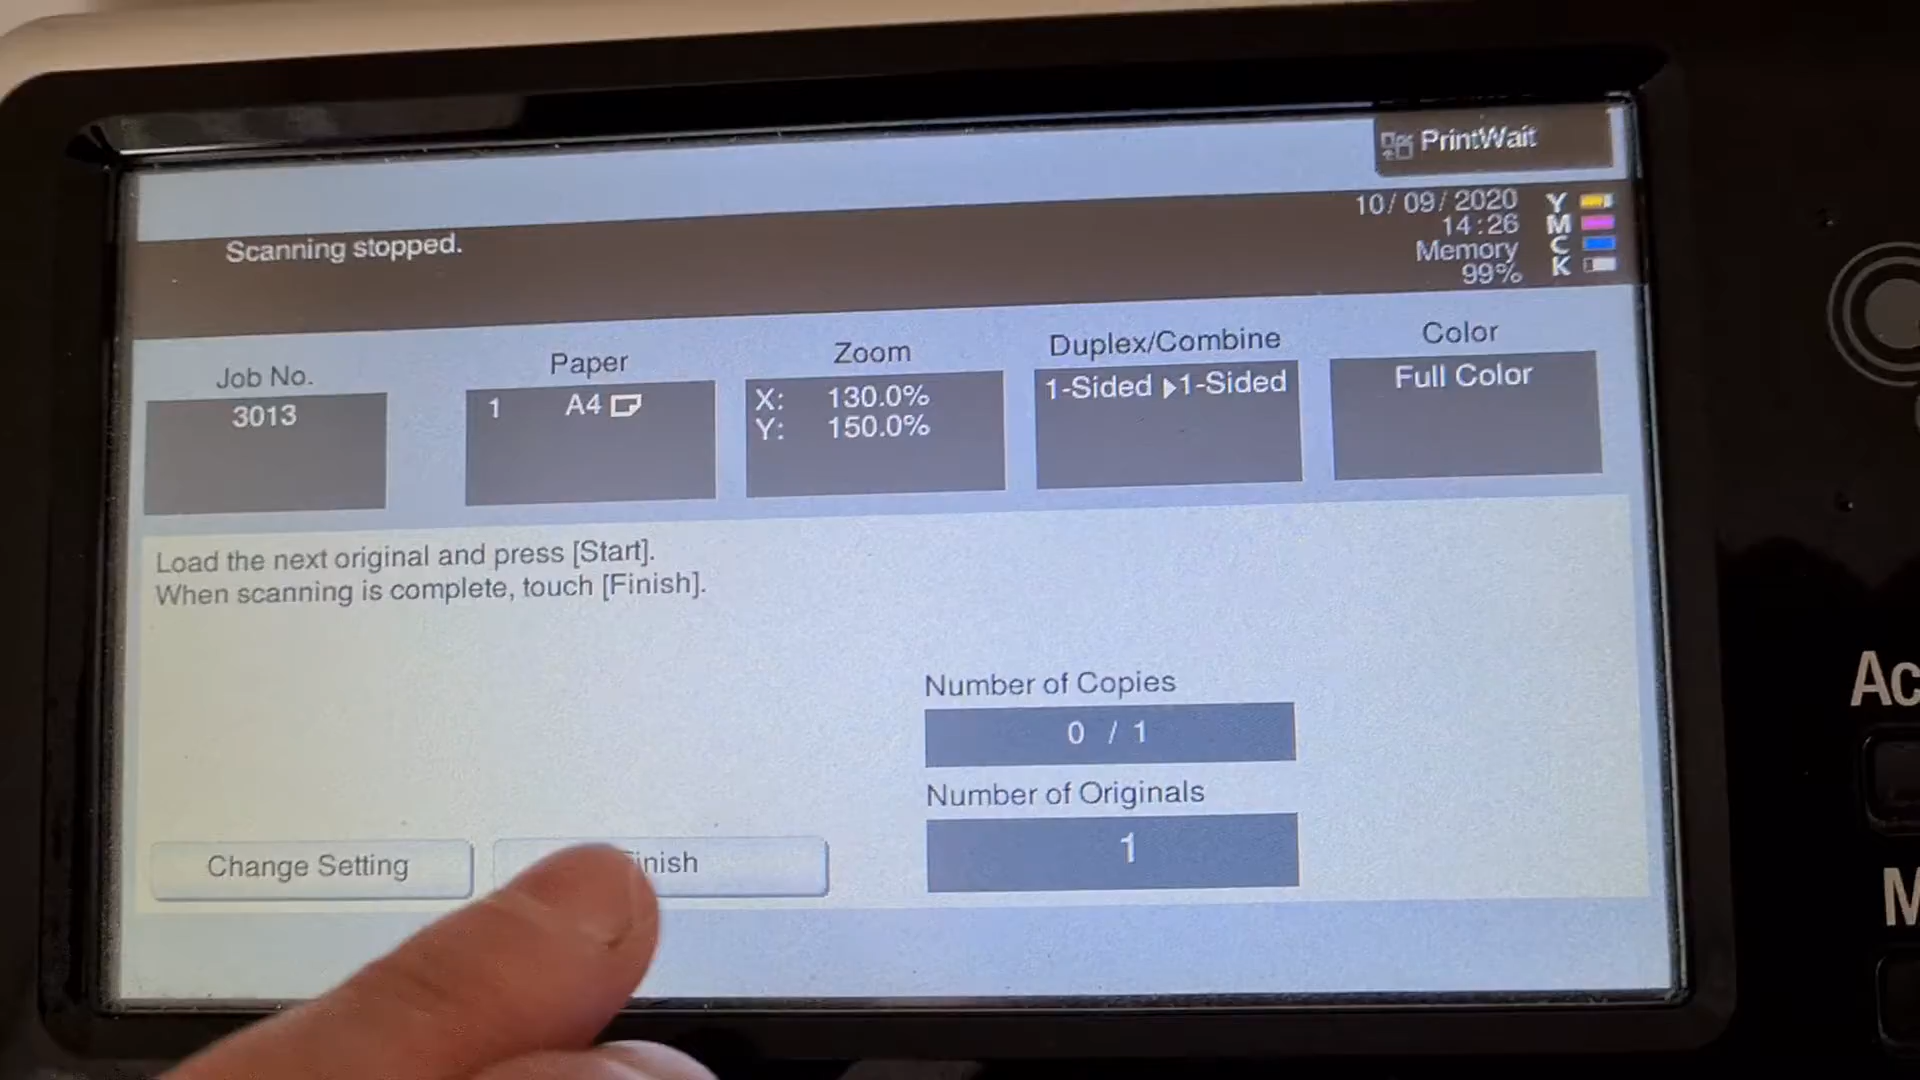 PrintWait
Scanning stopped.
10/09/2020
14:26
Memory
99%
Y
M
C
K
Job No.
3013
Paper
1 A4
Zoom
X: 130.0%
Y: 150.0%
Duplex/Combine
1-Sided ▶1-Sided
Color
Full Color
Load the next original and press [Start].
When scanning is complete, touch [Finish].
Number of Copies
0 / 1
Number of Originals
1
Change Setting
Finish
Ac
M